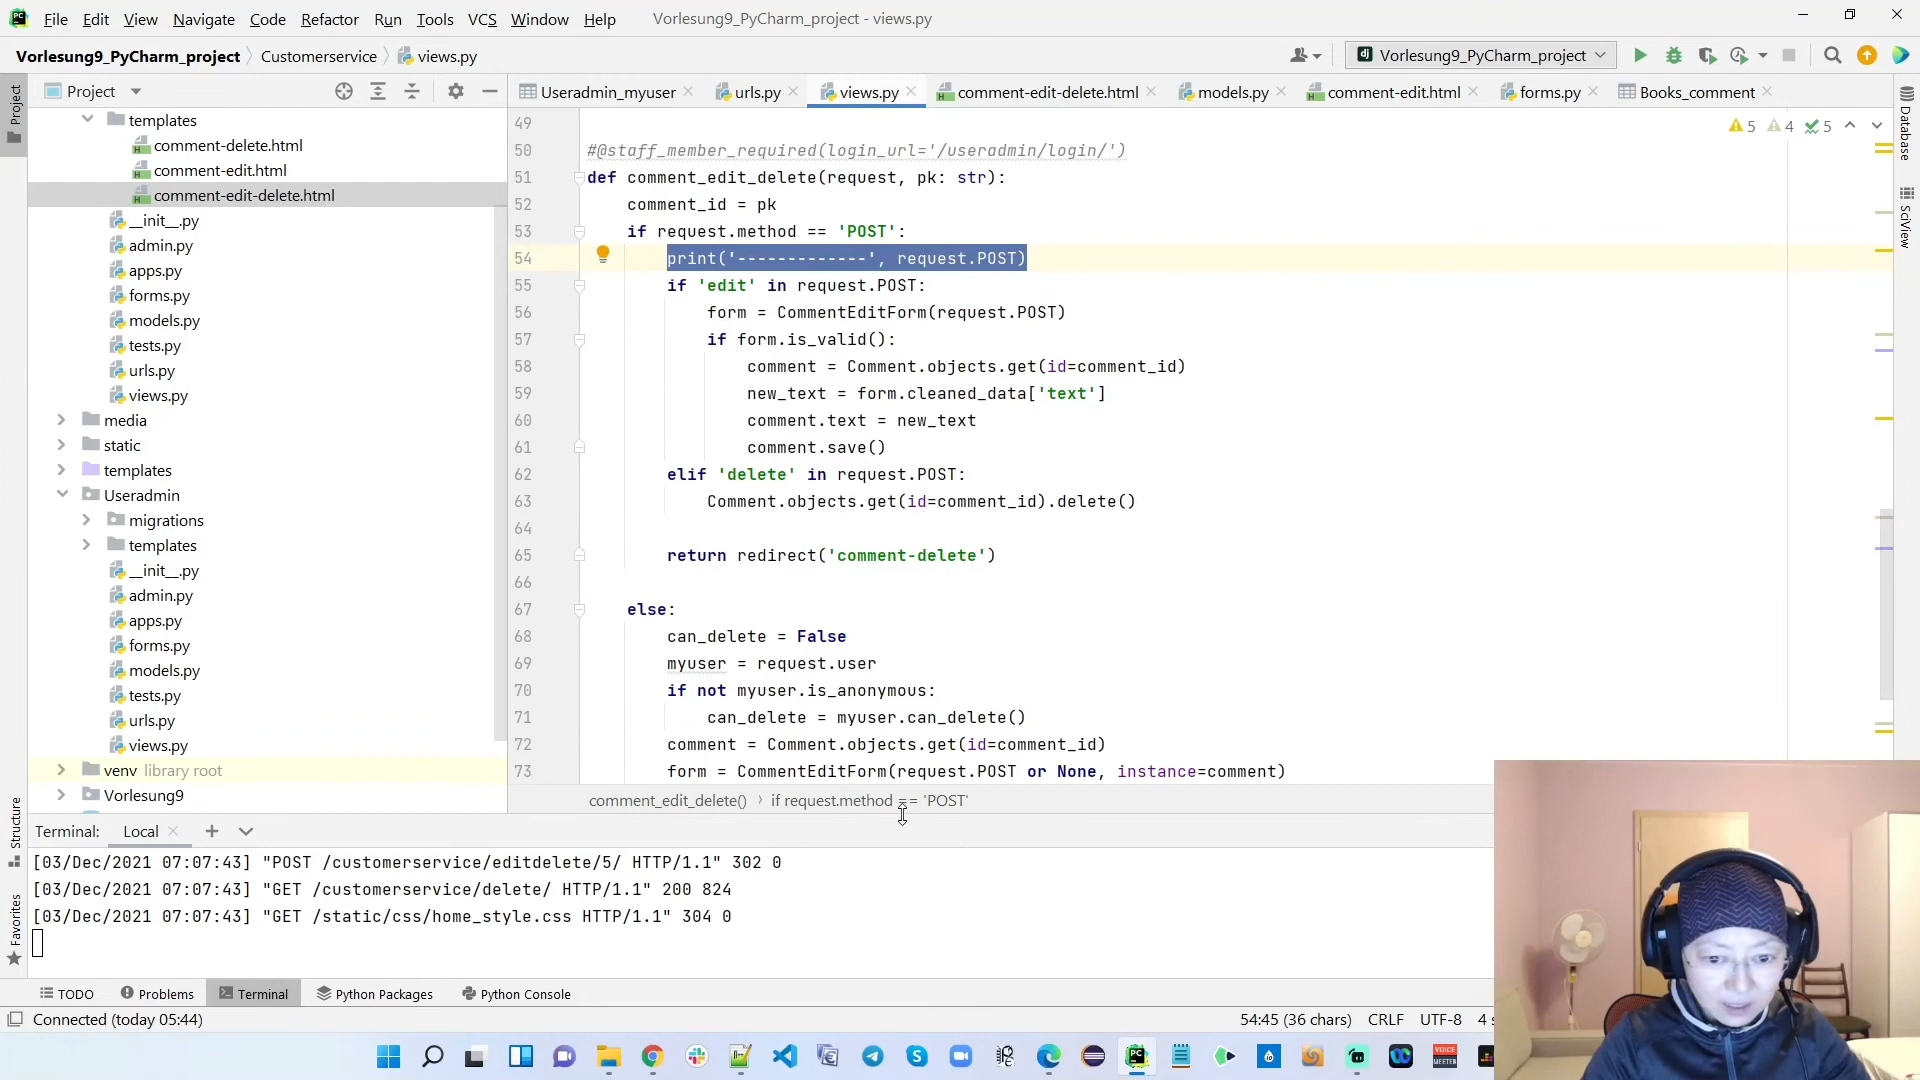 File Edit View Navigate Code Refactor Run Tools VCS Window Help Vorlesung9_PyCharm_project - views.py
Vorlesung9_PyCharm_project Customerservice views.py
Vorlesung9_PyCharm_project
Project
Useradmin_myuser urls.py views.py comment-edit-delete.html models.py comment-edit.html forms.py Books_comment
Project
Structure
Favorites
Database
SciView
templates
comment-delete.html
comment-edit.html
comment-edit-delete.html
__init__.py
admin.py
apps.py
forms.py
models.py
tests.py
urls.py
views.py
media
static
templates
Useradmin
migrations
templates
__init__.py
admin.py
apps.py
forms.py
models.py
tests.py
urls.py
views.py
venv library root
Vorlesung9
5 4 5
49
50 #@staff_member_required(login_url='/useradmin/login/')
51 def comment_edit_delete(request, pk: str):
52 comment_id = pk
53 if request.method == 'POST':
54 print('-------------', request.POST)
55 if 'edit' in request.POST:
56 form = CommentEditForm(request.POST)
57 if form.is_valid():
58 comment = Comment.objects.get(id=comment_id)
59 new_text = form.cleaned_data['text']
60 comment.text = new_text
61 comment.save()
62 elif 'delete' in request.POST:
63 Comment.objects.get(id=comment_id).delete()
64
65 return redirect('comment-delete')
66
67 else:
68 can_delete = False
69 myuser = request.user
70 if not myuser.is_anonymous:
71 can_delete = myuser.can_delete()
72 comment = Comment.objects.get(id=comment_id)
73 form = CommentEditForm(request.POST or None, instance=comment)
comment_edit_delete() if request.method == 'POST'
Terminal: Local
[03/Dec/2021 07:07:43] "POST /customerservice/editdelete/5/ HTTP/1.1" 302 0
[03/Dec/2021 07:07:43] "GET /customerservice/delete/ HTTP/1.1" 200 824
[03/Dec/2021 07:07:43] "GET /static/css/home_style.css HTTP/1.1" 304 0
TODO Problems Terminal Python Packages Python Console
Connected (today 05:44) 54:45 (36 chars) CRLF UTF-8 4 s